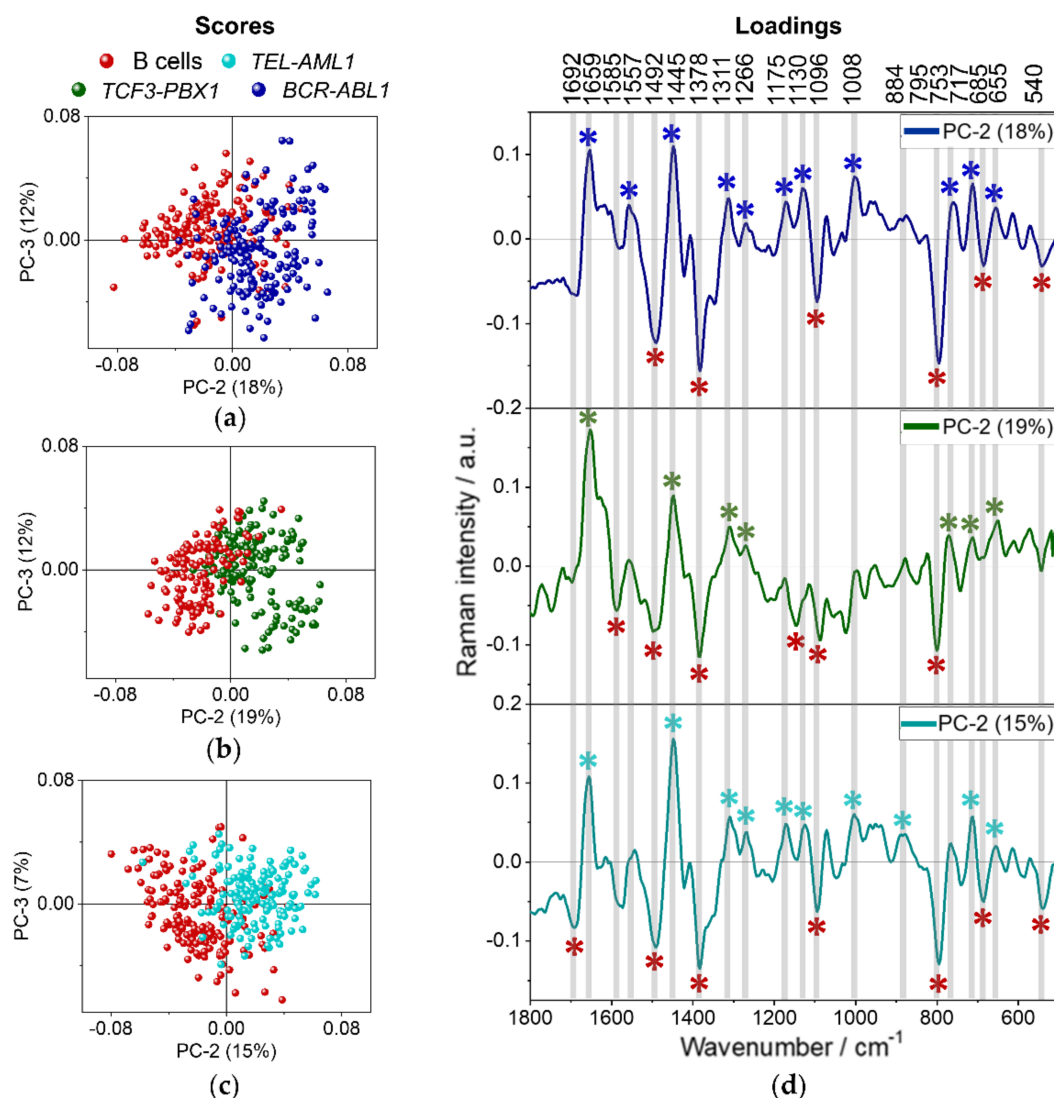 Scores
B cells TEL-AML1
TCF3-PBX1 BCR-ABL1
0.08
0.00
PC-3 (12%)
-0.08 0.00 0.08
PC-2 (18%)
(a)
0.08
0.00
PC-3 (12%)
-0.08 0.00 0.08
PC-2 (19%)
(b)
0.08
0.00
PC-3 (7%)
-0.08 0.00 0.08
PC-2 (15%)
(c)
Loadings
1692 1659 1585 1557 1492 1445 1378 1311 1266 1175 1130 1096 1008 884 795 753 717 685 655 540
PC-2 (18%)
0.1
0.0
-0.1
-0.2
PC-2 (19%)
0.1
0.0
-0.1
0.2
PC-2 (15%)
0.1
0.0
-0.1
Raman intensity / a.u.
1800 1600 1400 1200 1000 800 600
Wavenumber / cm⁻¹
(d)